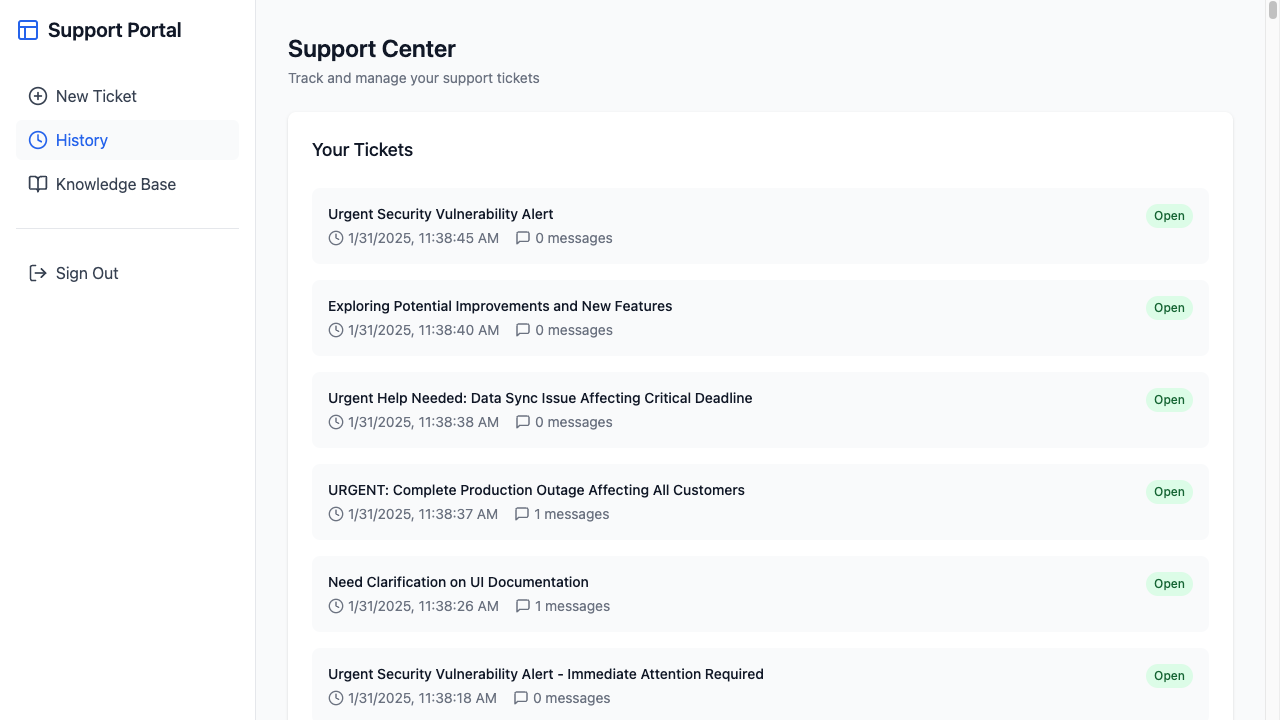 Support Portal
New Ticket
History
Knowledge Base
Sign Out
Support Center
Track and manage your support tickets
Your Tickets
Urgent Security Vulnerability Alert
Open
1/31/2025, 11:38:45 AM 0 messages
Exploring Potential Improvements and New Features
Open
1/31/2025, 11:38:40 AM 0 messages
Urgent Help Needed: Data Sync Issue Affecting Critical Deadline
Open
1/31/2025, 11:38:38 AM 0 messages
URGENT: Complete Production Outage Affecting All Customers
Open
1/31/2025, 11:38:37 AM 1 messages
Need Clarification on UI Documentation
Open
1/31/2025, 11:38:26 AM 1 messages
Urgent Security Vulnerability Alert - Immediate Attention Required
Open
1/31/2025, 11:38:18 AM 0 messages